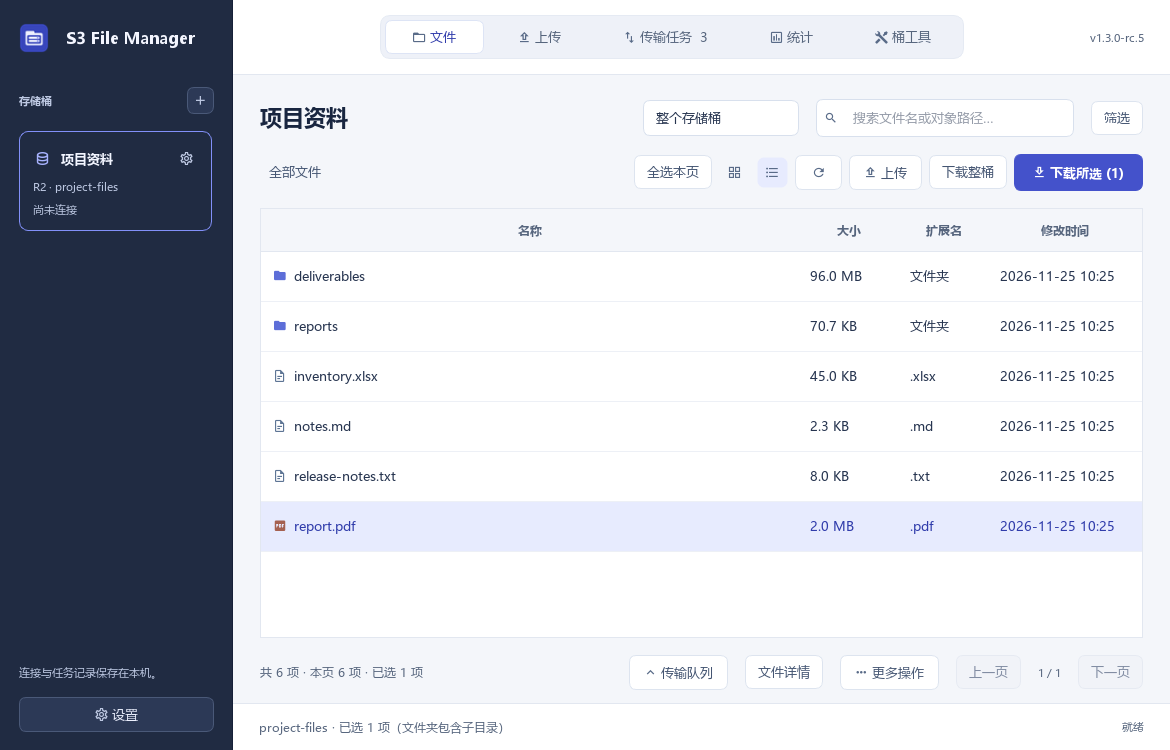 S3 File Manager
文件
上传
传输任务 3
统计
桶工具
v1.3.0-rc.5
存储桶
项目资料
R2 · project-files
尚未连接
项目资料
整个存储桶
搜索文件名或对象路径...
筛选
全部文件
全选本页
上传
下载整桶
下载所选 (1)
名称 大小 扩展名 修改时间
deliverables 96.0 MB 文件夹 2026-11-25 10:25
reports 70.7 KB 文件夹 2026-11-25 10:25
inventory.xlsx 45.0 KB .xlsx 2026-11-25 10:25
notes.md 2.3 KB .md 2026-11-25 10:25
release-notes.txt 8.0 KB .txt 2026-11-25 10:25
PDF report.pdf 2.0 MB .pdf 2026-11-25 10:25
共 6 项 · 本页 6 项 · 已选 1 项
传输队列
文件详情
更多操作
上一页
1 / 1
下一页
连接与任务记录保存在本机。
设置
project-files · 已选 1 项（文件夹包含子目录）
就绪